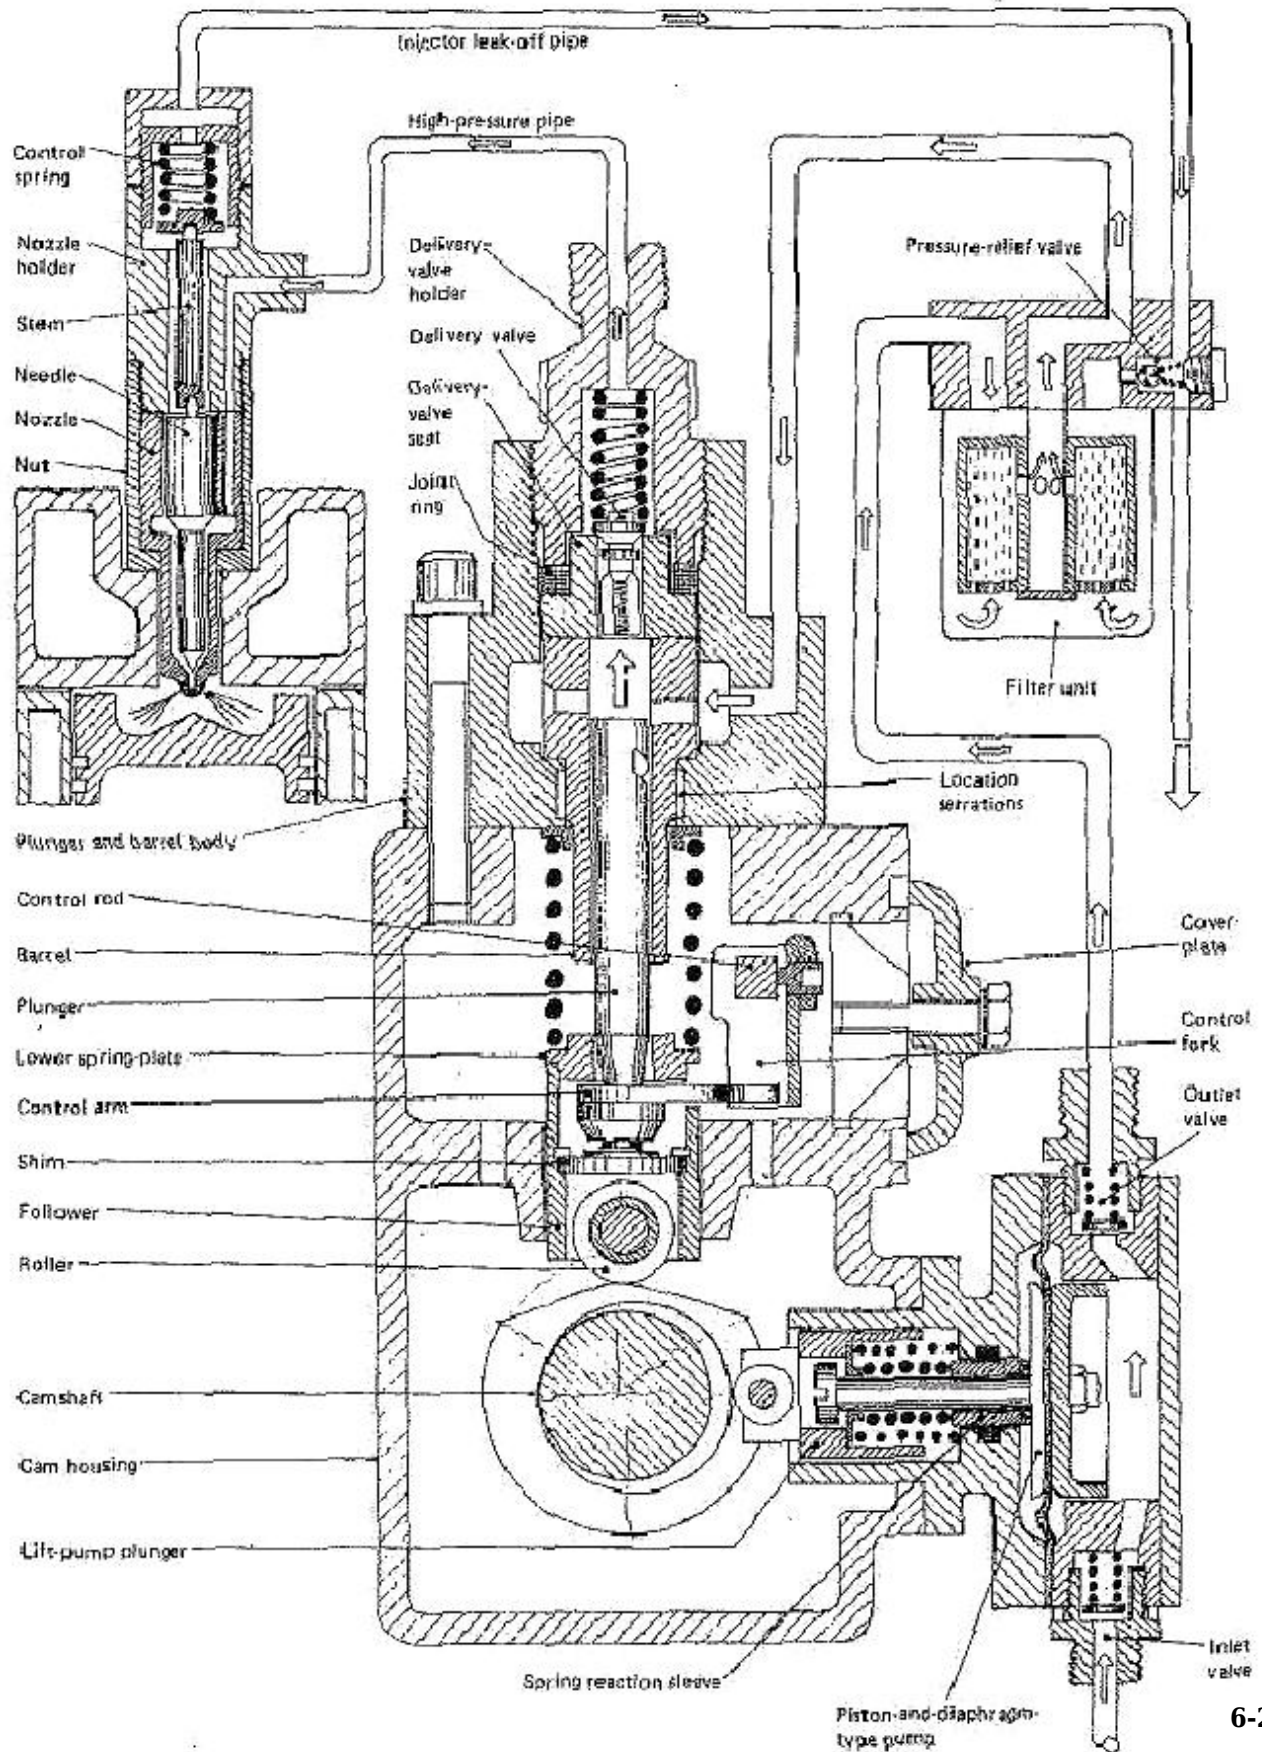 Injector leak-off pipe
High-pressure pipe
Control
spring
Nozzle
holder
Stem
Needle
Nozzle
Nut
Delivery-
valve
holder
Delivery valve
Delivery-
valve
seat
Joint
ring
Pressure-relief valve
Filter unit
Location
serrations
Plunger and barrel body
Control rod
Barrel
Plunger
Lower spring-plate
Control arm
Shim
Follower
Roller
Camshaft
Cam housing
Lift-pump plunger
Cover-
plate
Control
fork
Outlet
valve
Inlet
valve
Spring reaction sleeve
Piston-and-diaphragm-
type pump